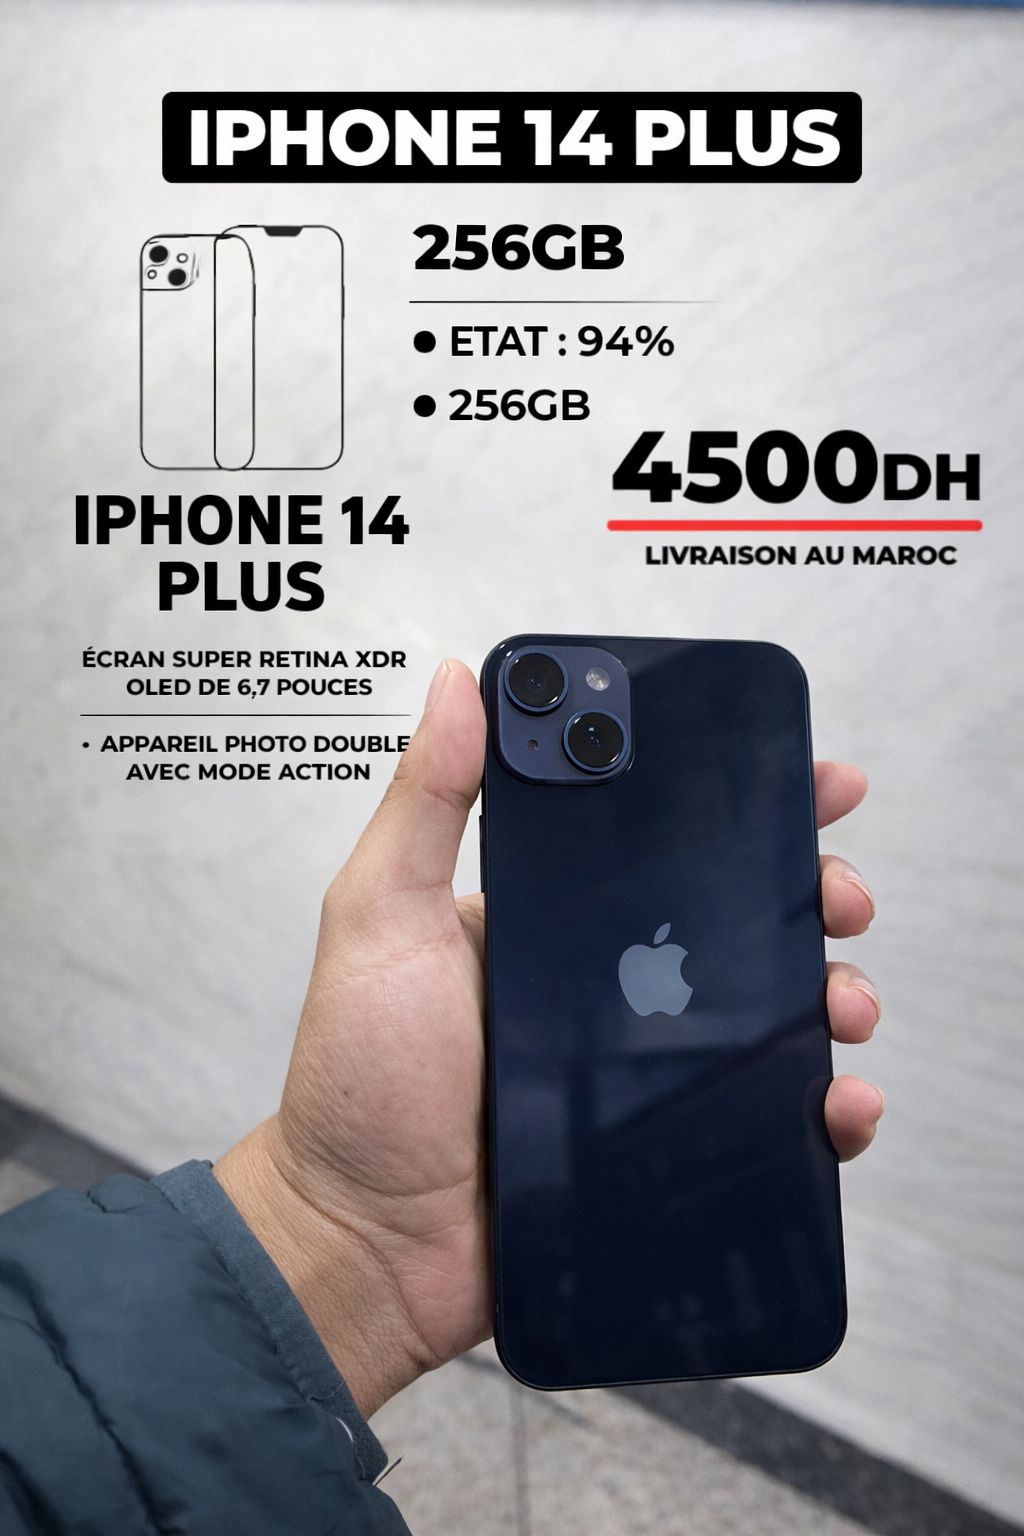 IPHONE 14 PLUS
256GB
● ETAT : 94%
● 256GB
4500DH
LIVRAISON AU MAROC
IPHONE 14
PLUS
ÉCRAN SUPER RETINA XDR
OLED DE 6,7 POUCES
• APPAREIL PHOTO DOUBLE
AVEC MODE ACTION